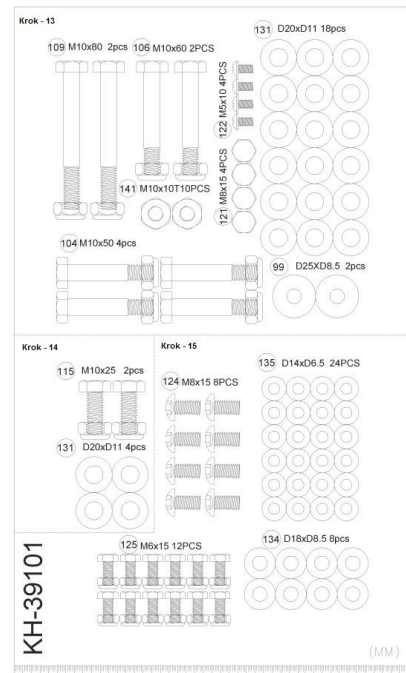 Krok - 13
109 M10x80 2pcs 106 M10x60 2PCS
131 D20xD11 18pcs
122 M5x10 4PCS
141 M10x10T10PCS
121 M8x15 4PCS
104 M10x50 4pcs
99 D25XD8.5 2pcs
Krok - 14
115 M10x25 2pcs
131 D20xD11 4pcs
Krok - 15
124 M8x15 8PCS
135 D14xD6.5 24PCS
125 M6x15 12PCS
134 D18xD8.5 8pcs
KH-39101
(MM)